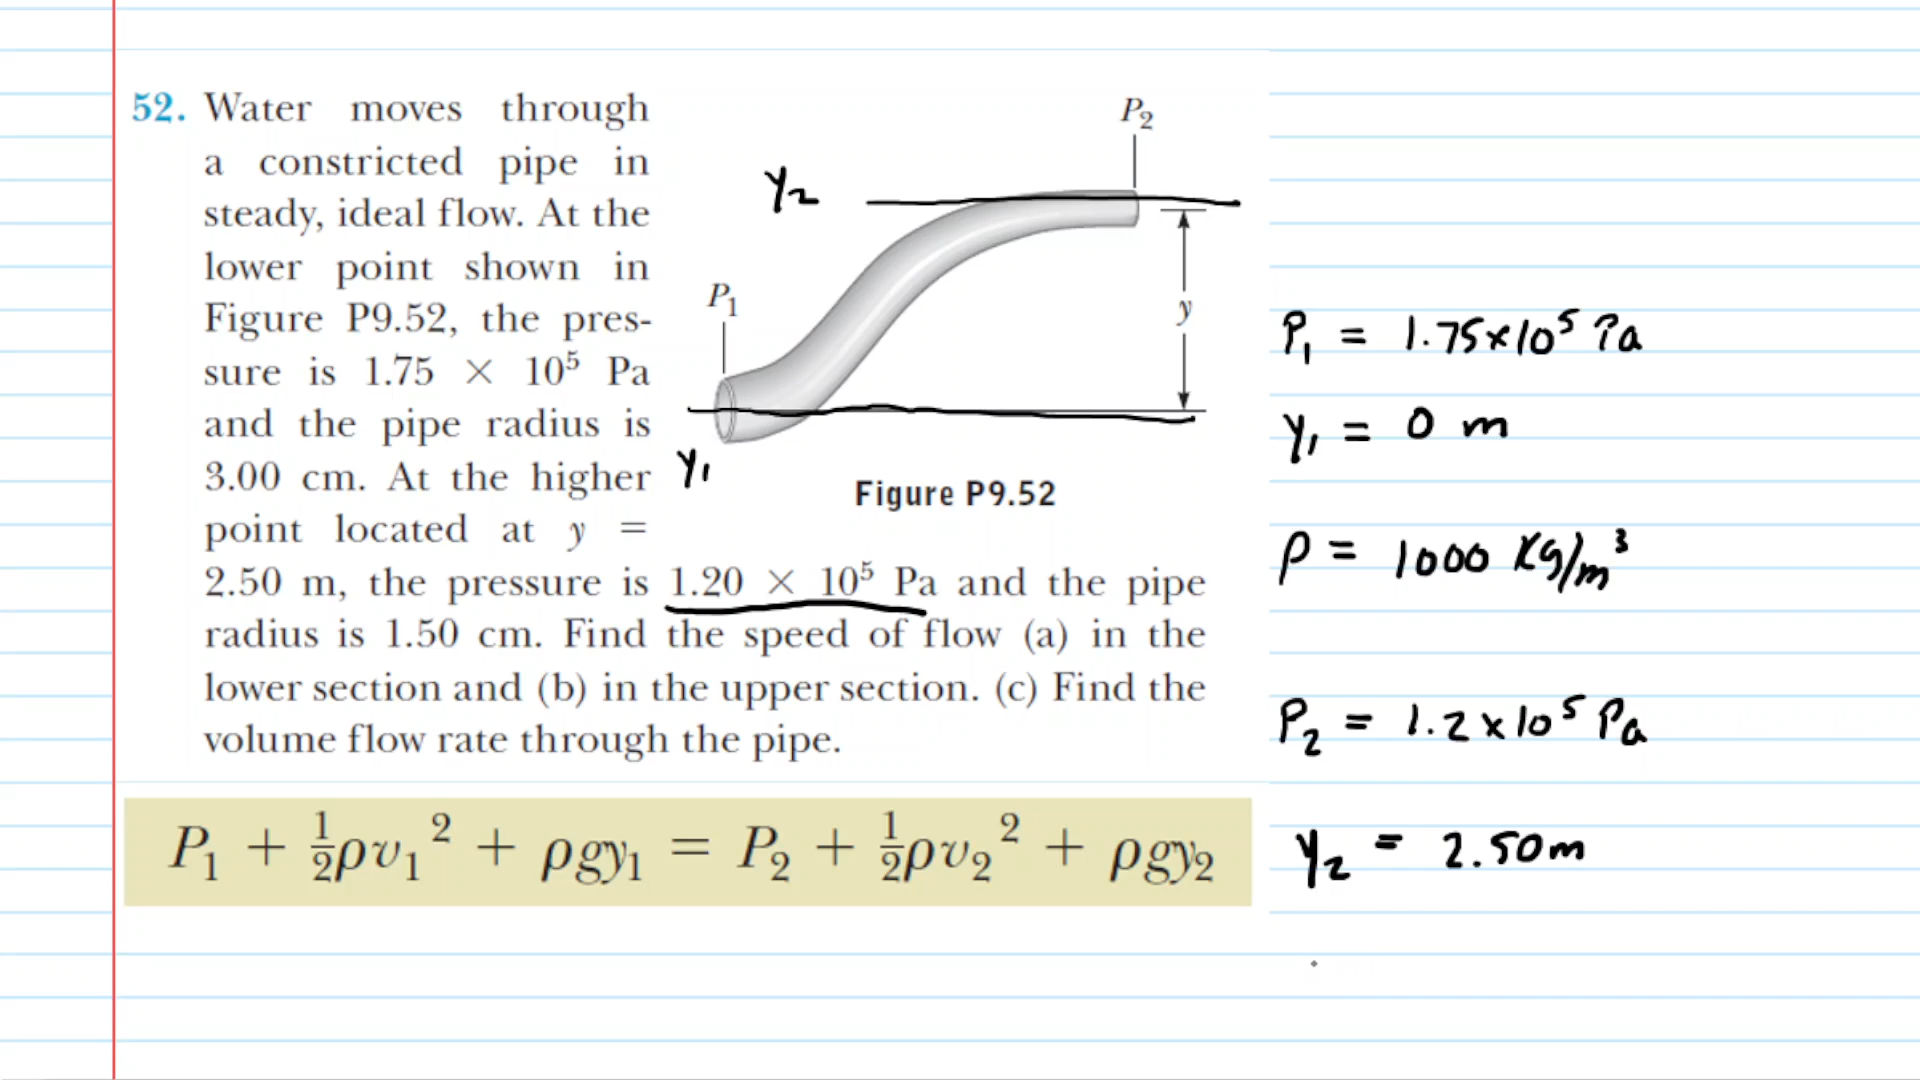 52. Water moves through
a constricted pipe in
steady, ideal flow. At the
lower point shown in
Figure P9.52, the pres-
sure is 1.75 × 10⁵ Pa
and the pipe radius is
3.00 cm. At the higher
point located at y =
2.50 m, the pressure is 1.20 × 10⁵ Pa and the pipe
radius is 1.50 cm. Find the speed of flow (a) in the
lower section and (b) in the upper section. (c) Find the
volume flow rate through the pipe.
P₂
y₂
P₁
y
y₁
Figure P9.52
P₁ + ½ρv₁² + ρgy₁ = P₂ + ½ρv₂² + ρgy₂
P₁ = 1.75×10⁵ Pa
y₁ = 0 m
ρ = 1000 kg/m³
P₂ = 1.2×10⁵ Pa
y₂ = 2.50m